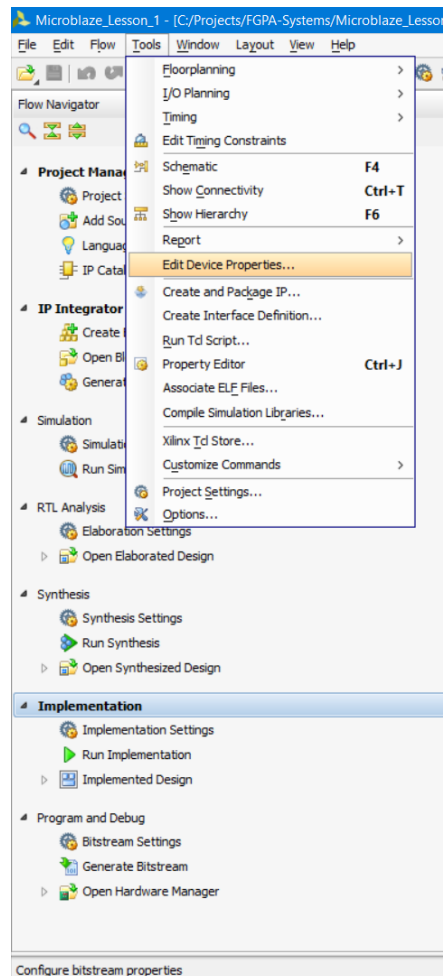 Microblaze_Lesson_1 - [C:/Projects/FGPA-Systems/Microblaze_Lesson
File Edit Flow Tools Window Layout View Help
Flow Navigator
Floorplanning
I/O Planning
Timing
Edit Timing Constraints
Schematic F4
Show Connectivity Ctrl+T
Show Hierarchy F6
Report
Edit Device Properties...
Create and Package IP...
Create Interface Definition...
Run Tcl Script...
Property Editor Ctrl+J
Associate ELF Files...
Compile Simulation Libraries...
Xilinx Tcl Store...
Customize Commands
Project Settings...
Options...
Project Mana
Project
Add Sou
Languag
IP Catal
IP Integrator
Create
Open Bl
Generat
Simulation
Simulati
Run Sim
RTL Analysis
Elaboration Settings
Open Elaborated Design
Synthesis
Synthesis Settings
Run Synthesis
Open Synthesized Design
Implementation
Implementation Settings
Run Implementation
Implemented Design
Program and Debug
Bitstream Settings
Generate Bitstream
Open Hardware Manager
Configure bitstream properties